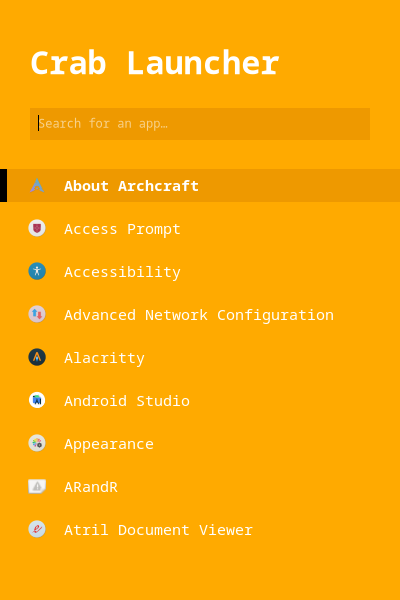 Crab Launcher
Search for an app…
About Archcraft
Access Prompt
Accessibility
Advanced Network Configuration
Alacritty
Android Studio
Appearance
ARandR
Atril Document Viewer